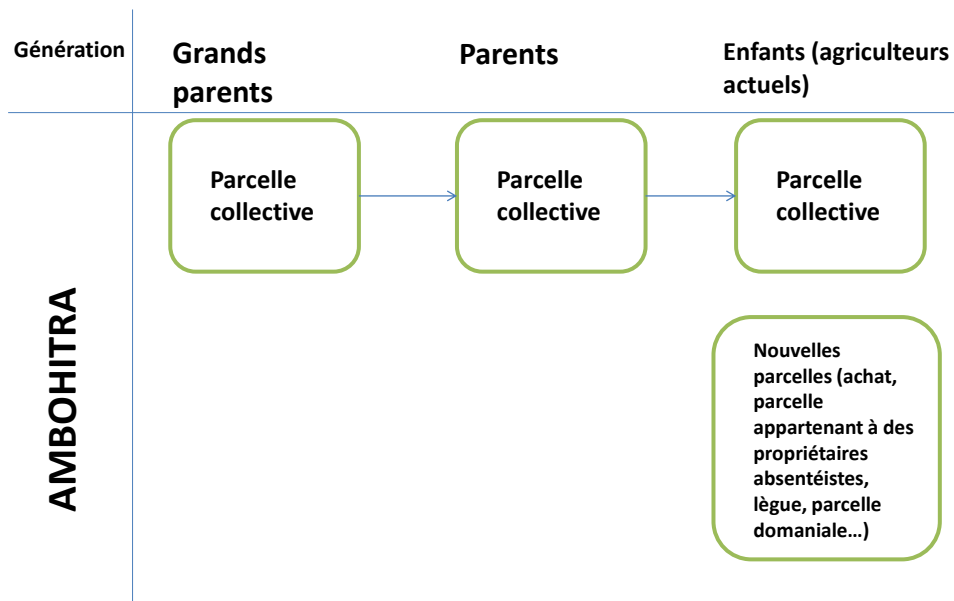 Génération
Grands
parents
Parents
Enfants (agriculteurs
actuels)
AMBOHITRA
Parcelle
collective
Parcelle
collective
Parcelle
collective
Nouvelles
parcelles (achat,
parcelle
appartenant à des
propriétaires
absentéistes,
lègue, parcelle
domaniale…)